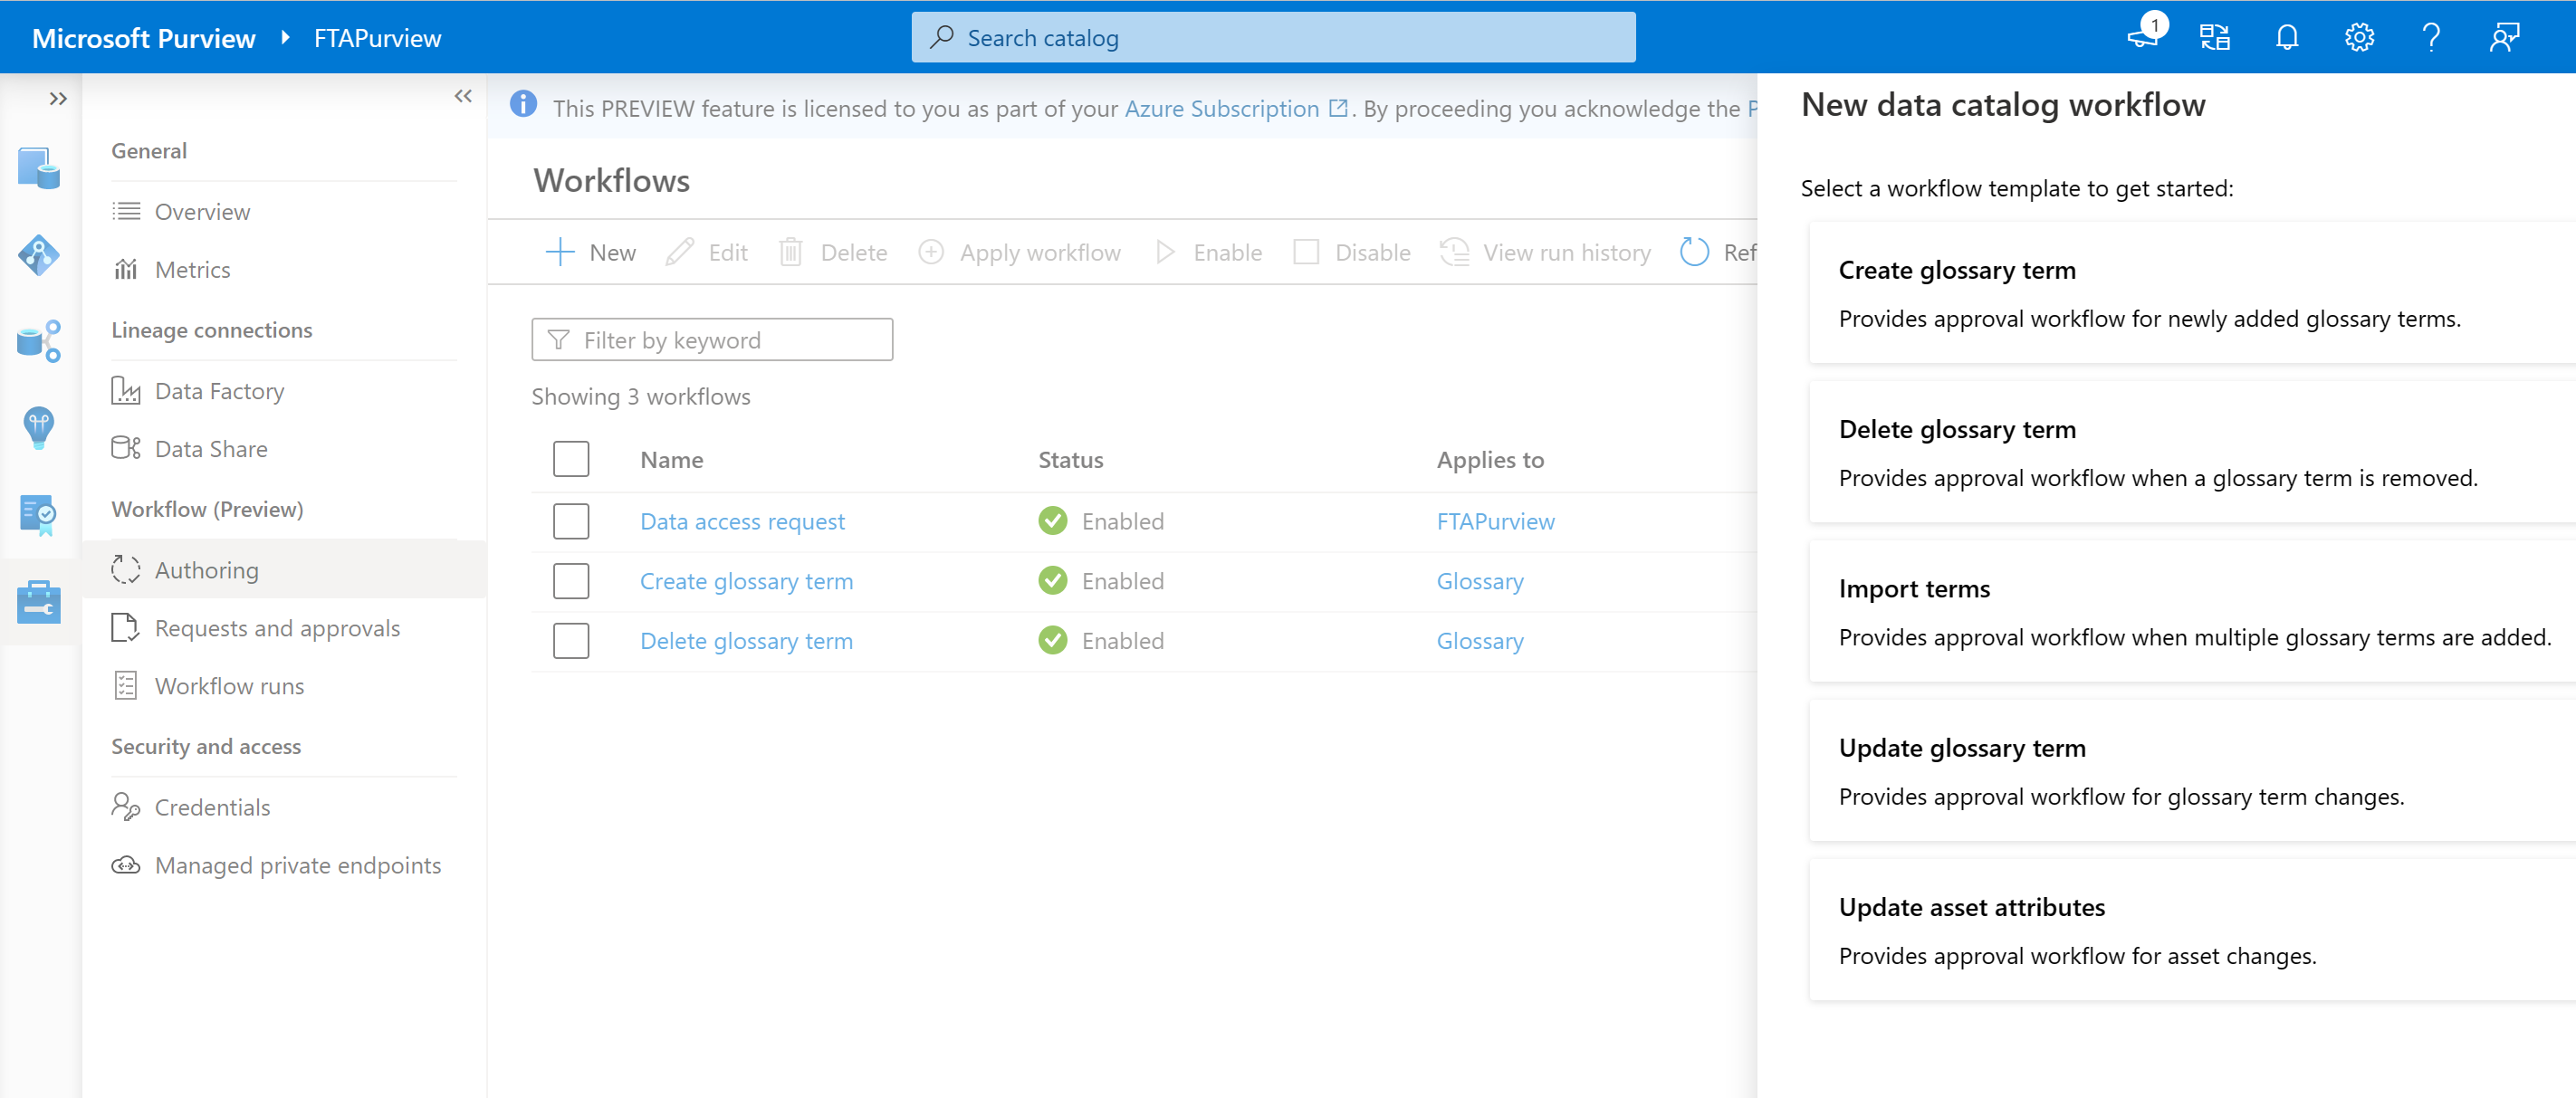 Microsoft Purview FTAPurview
Search catalog
1
General
Overview
Metrics
Lineage connections
Data Factory
Data Share
Workflow (Preview)
Authoring
Requests and approvals
Workflow runs
Security and access
Credentials
Managed private endpoints
This PREVIEW feature is licensed to you as part of your Azure Subscription . By proceeding you acknowledge the P
Workflows
New Edit Delete Apply workflow Enable Disable View run history Ref
Filter by keyword
Showing 3 workflows
Name Status Applies to
Data access request Enabled FTAPurview
Create glossary term Enabled Glossary
Delete glossary term Enabled Glossary
New data catalog workflow
Select a workflow template to get started:
Create glossary term
Provides approval workflow for newly added glossary terms.
Delete glossary term
Provides approval workflow when a glossary term is removed.
Import terms
Provides approval workflow when multiple glossary terms are added.
Update glossary term
Provides approval workflow for glossary term changes.
Update asset attributes
Provides approval workflow for asset changes.